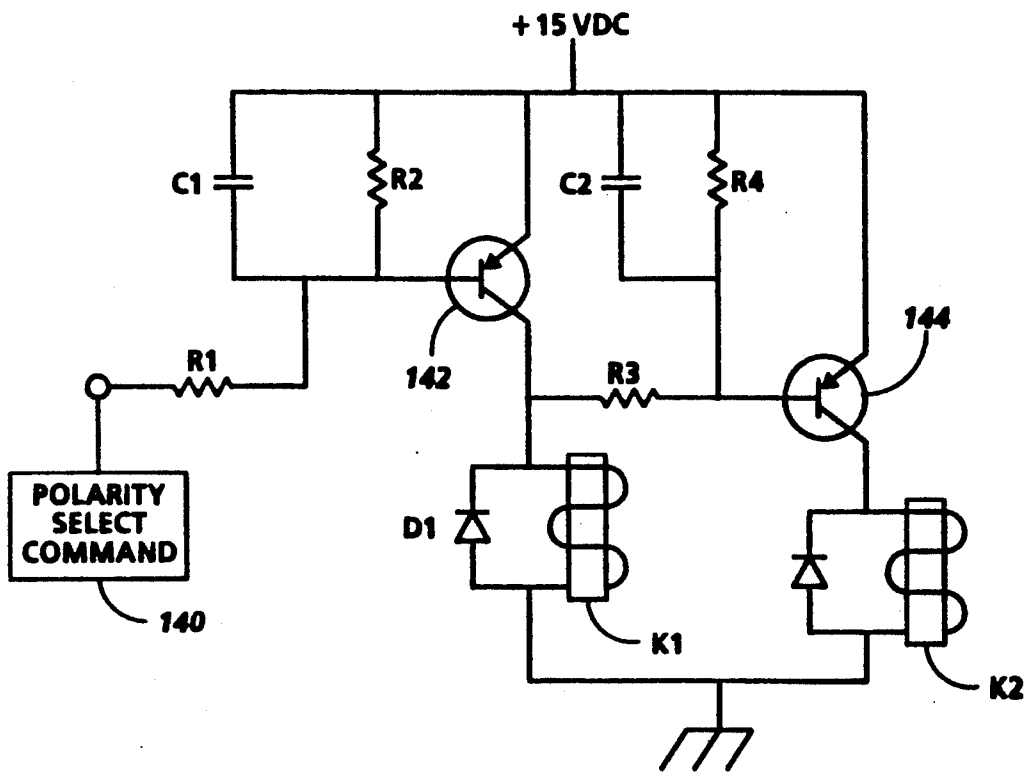 + 15 VDC
C1
R2
C2
R4
142
144
R1
R3
POLARITY
SELECT
COMMAND
D1
140
K1
K2